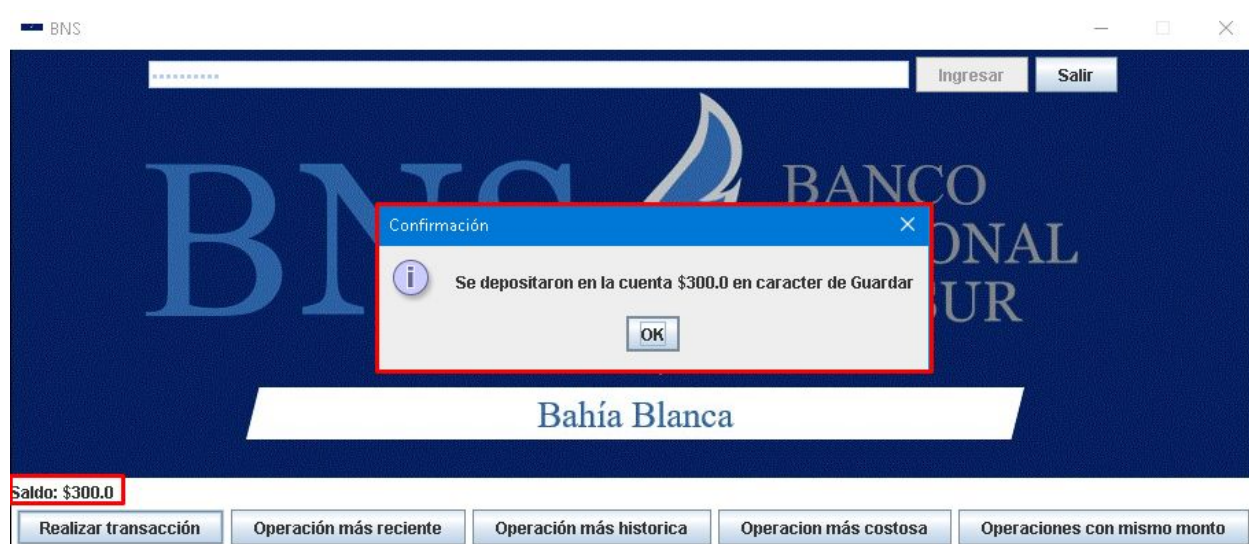 BNS
Ingresar Salir
BNS
BANCO
ONAL
SUR
Confirmación
Se depositaron en la cuenta $300.0 en caracter de Guardar
OK
Bahía Blanca
Saldo: $300.0
Realizar transacción Operación más reciente Operación más historica Operacion más costosa Operaciones con mismo monto